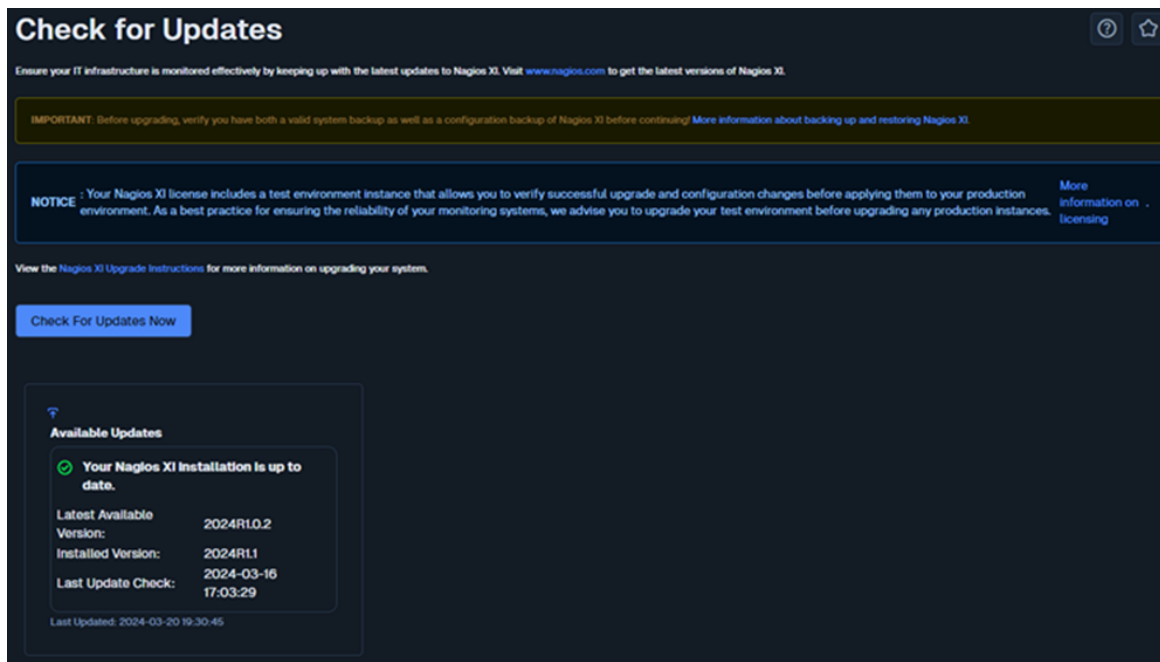 Check for Updates
Ensure your IT infrastructure is monitored effectively by keeping up with the latest updates to Nagios XI. Visit www.nagios.com to get the latest versions of Nagios XI.
IMPORTANT: Before upgrading, verify you have both a valid system backup as well as a configuration backup of Nagios XI before continuing! More information about backing up and restoring Nagios XI.
NOTICE : Your Nagios XI license includes a test environment instance that allows you to verify successful upgrade and configuration changes before applying them to your production
environment. As a best practice for ensuring the reliability of your monitoring systems, we advise you to upgrade your test environment before upgrading any production instances.
More
information on .
licensing
View the Nagios XI Upgrade Instructions for more information on upgrading your system.
Check For Updates Now
Available Updates
Your Nagios XI installation is up to
date.
Latest Available
Version: 2024R1.0.2
Installed Version: 2024R1.1
Last Update Check: 2024-03-16
17:03:29
Last Updated: 2024-03-20 19:30:45